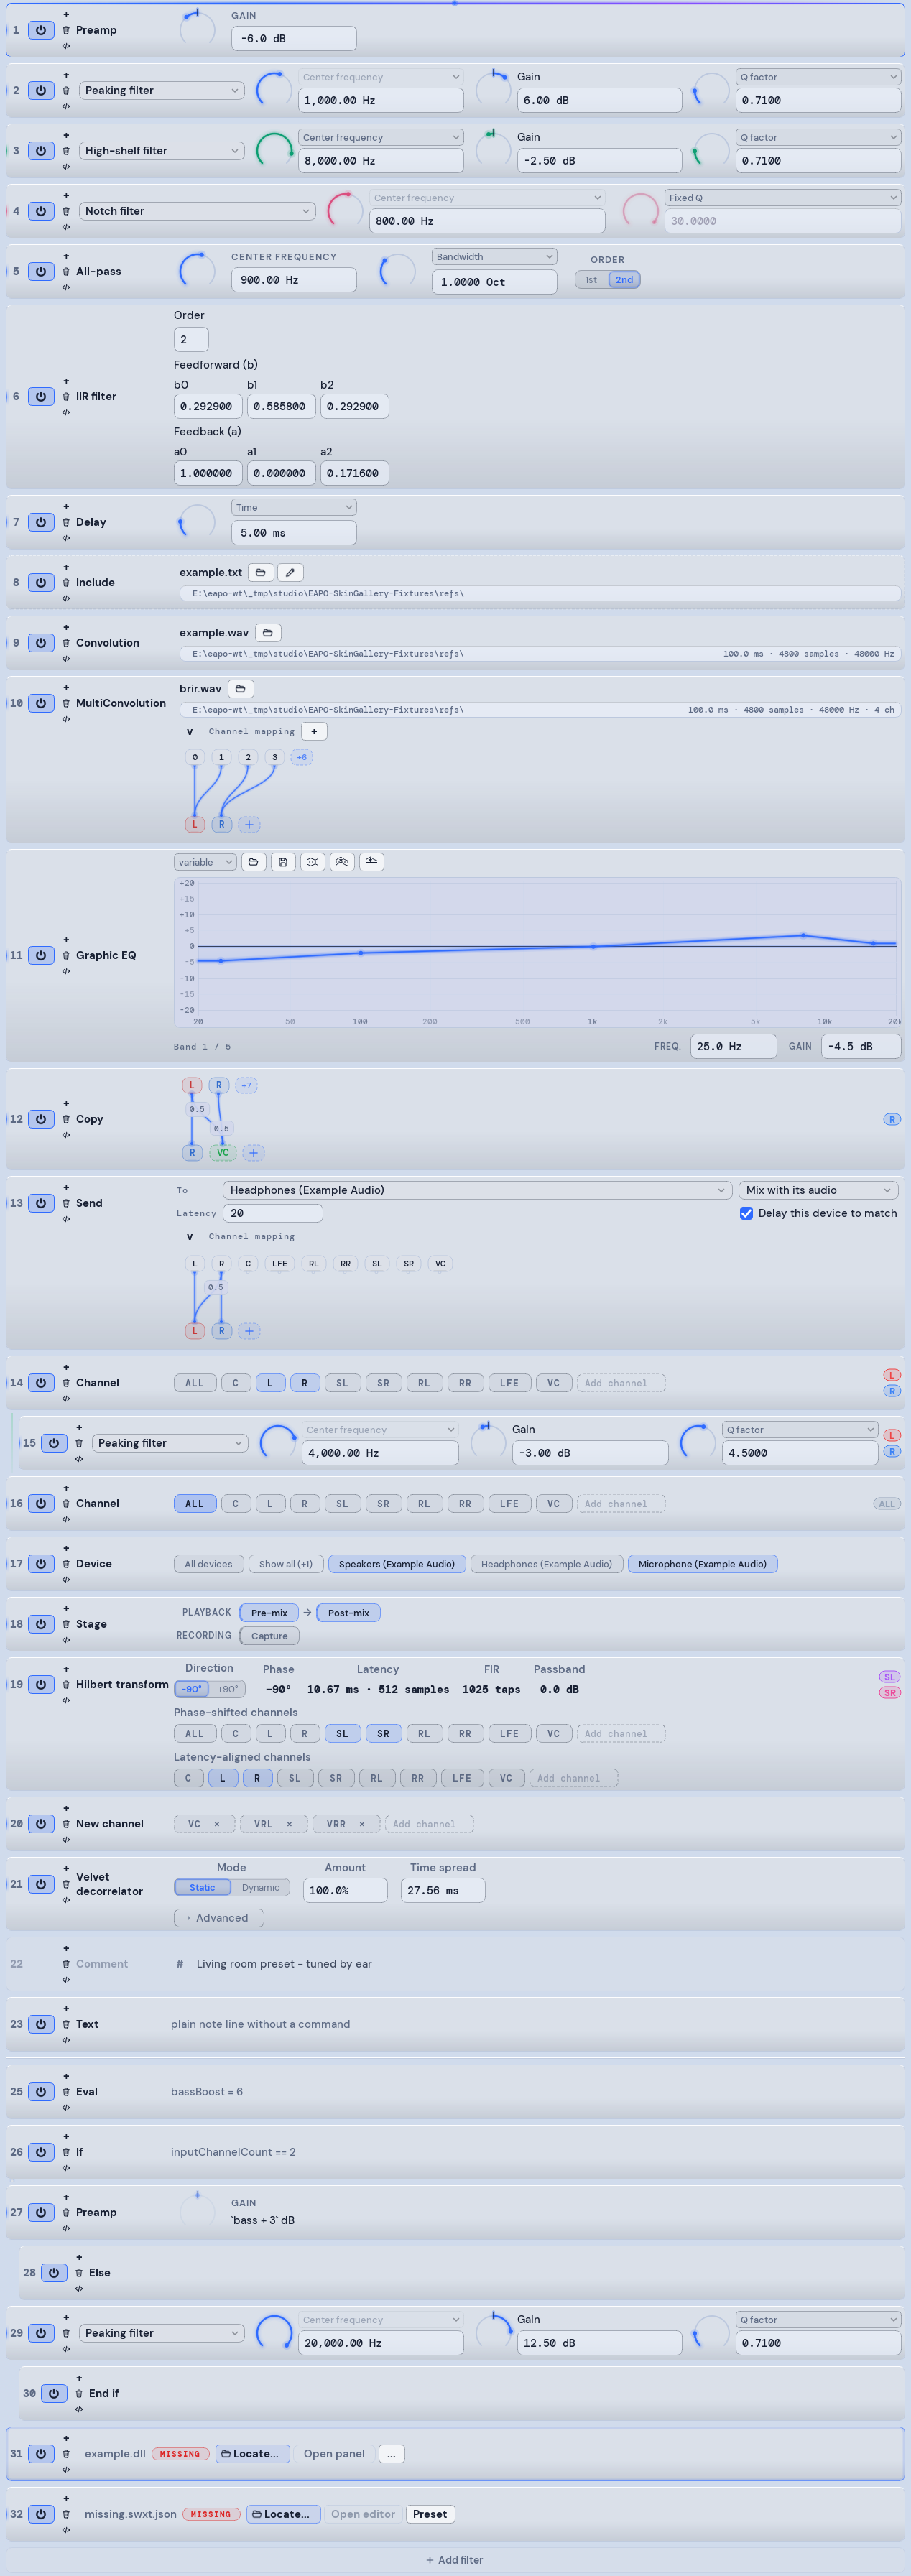 1 Preamp GAIN
-6.0 dB
2 Peaking filter Center frequency Gain Q factor
1,000.00 Hz 6.00 dB 0.7100
3 High-shelf filter Center frequency Gain Q factor
8,000.00 Hz -2.50 dB 0.7100
4 Notch filter Center frequency Fixed Q
800.00 Hz 30.0000
5 All-pass CENTER FREQUENCY Bandwidth ORDER
900.00 Hz 1.0000 Oct 1st 2nd
Order
2
Feedforward (b)
b0 b1 b2
6 IIR filter
0.292900 0.585800 0.292900
Feedback (a)
a0 a1 a2
1.000000 0.000000 0.171600
7 Delay Time
5.00 ms
8 Include example.txt
E:\eapo-wt\_tmp\studio\EAPO-SkinGallery-Fixtures\refs\
9 Convolution example.wav
E:\eapo-wt\_tmp\studio\EAPO-SkinGallery-Fixtures\refs\ 100.0 ms · 4800 samples · 48000 Hz
10 MultiConvolution brir.wav
E:\eapo-wt\_tmp\studio\EAPO-SkinGallery-Fixtures\refs\ 100.0 ms · 4800 samples · 48000 Hz · 4 ch
v Channel mapping +
0 1 2 3 +6
L R +
variable
+20
+15
+10
+5
0
-5
-10
-15
-20
11 Graphic EQ
20 50 100 200 500 1k 2k 5k 10k 20k
Band 1 / 5 FREQ. 25.0 Hz GAIN -4.5 dB
L R +7
0.5
12 Copy R
0.5
R VC +
13 Send To Headphones (Example Audio) Mix with its audio
Latency 20 Delay this device to match
v Channel mapping
L R C LFE RL RR SL SR VC
0.5
L R +
14 Channel ALL C L R SL SR RL RR LFE VC Add channel L R
15 Peaking filter Center frequency Gain Q factor L R
4,000.00 Hz -3.00 dB 4.5000
16 Channel ALL C L R SL SR RL RR LFE VC Add channel ALL
17 Device All devices Show all (+1) Speakers (Example Audio) Headphones (Example Audio) Microphone (Example Audio)
18 Stage PLAYBACK Pre-mix → Post-mix
RECORDING Capture
19 Hilbert transform Direction Phase Latency FIR Passband SL SR
-90° +90° -90° 10.67 ms · 512 samples 1025 taps 0.0 dB
Phase-shifted channels
ALL C L R SL SR RL RR LFE VC Add channel
Latency-aligned channels
C L R SL SR RL RR LFE VC Add channel
20 New channel VC × VRL × VRR × Add channel
21 Velvet decorrelator Mode Amount Time spread
Static Dynamic 100.0% 27.56 ms
Advanced
22 Comment # Living room preset - tuned by ear
23 Text plain note line without a command
25 Eval bassBoost = 6
26 If inputChannelCount == 2
27 Preamp GAIN
`bass + 3` dB
28 Else
29 Peaking filter Center frequency Gain Q factor
20,000.00 Hz 12.50 dB 0.7100
30 End if
31 example.dll MISSING Locate... Open panel ...
32 missing.swxt.json MISSING Locate... Open editor Preset
+ Add filter